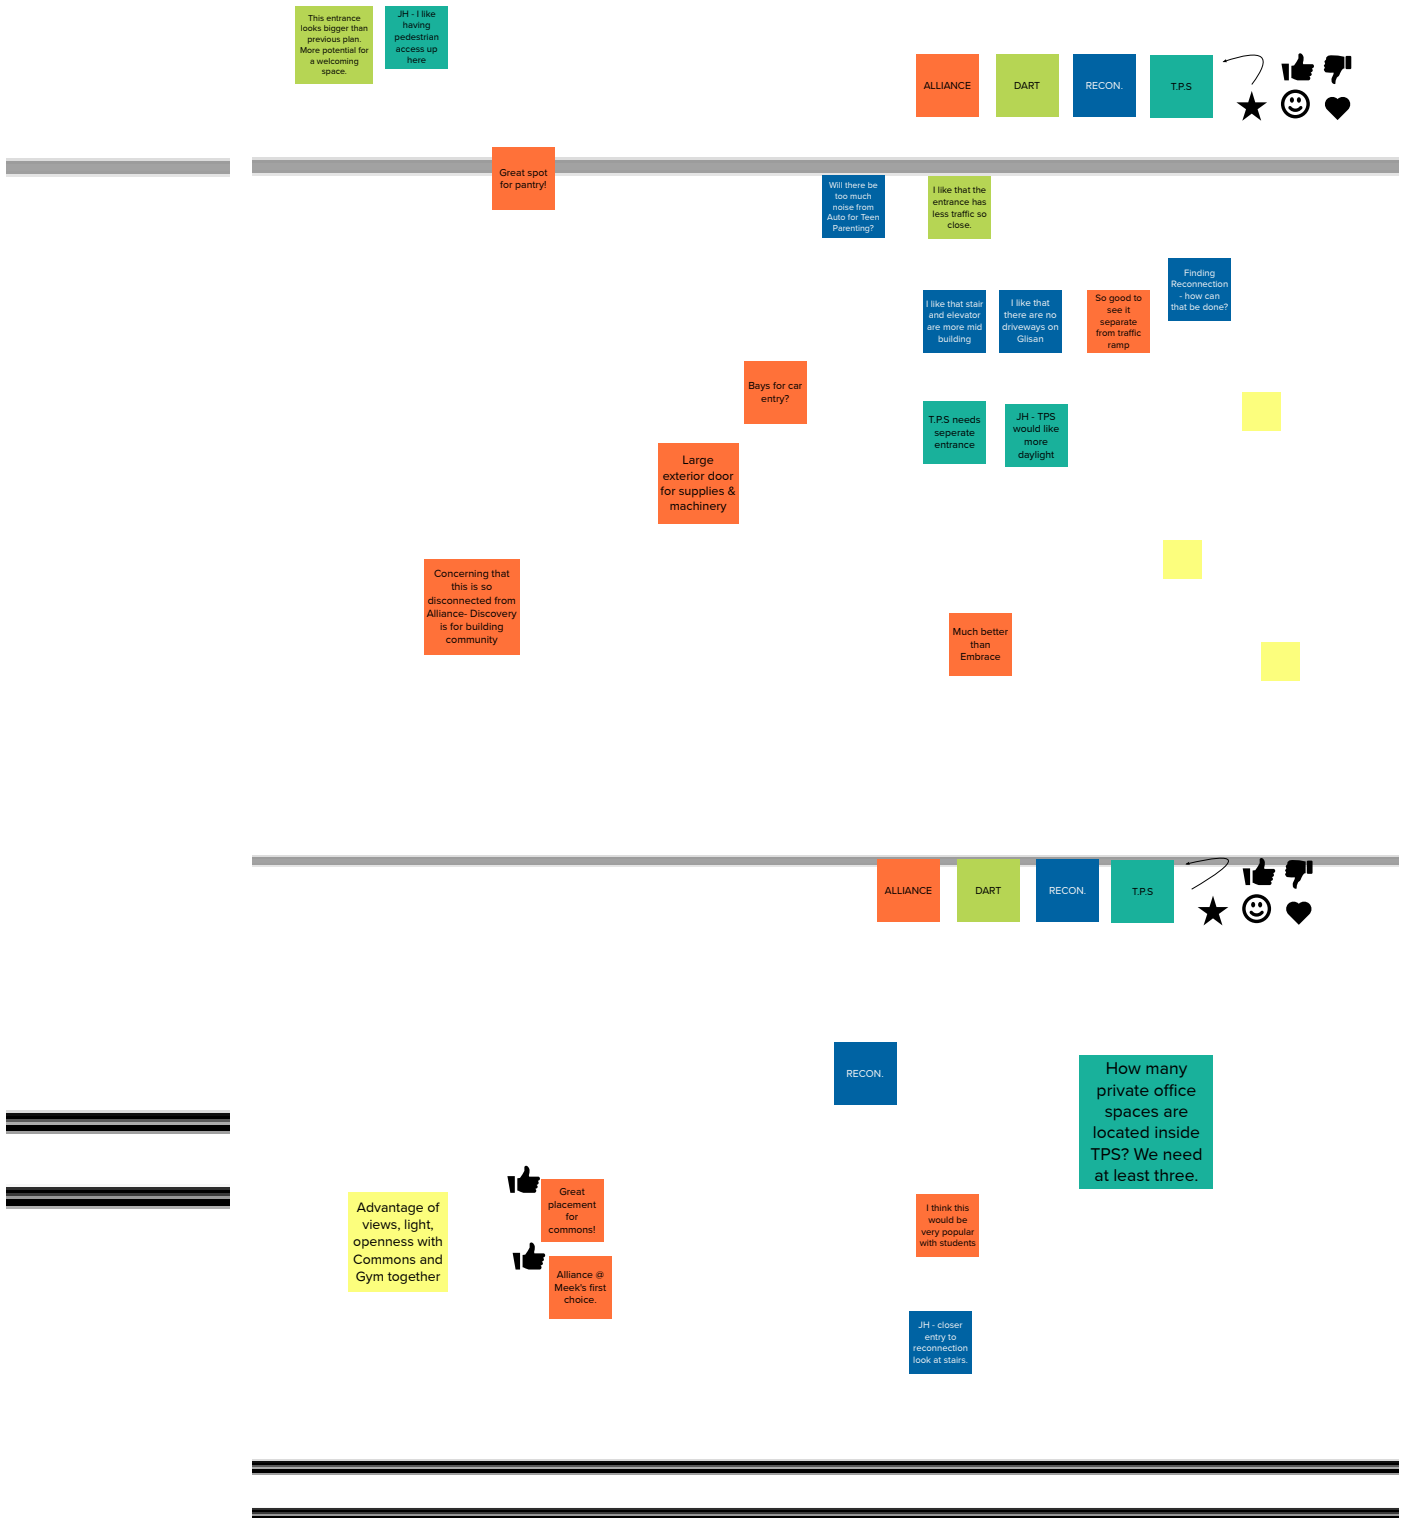 This entrance
looks bigger than
previous plan.
More potential for
a welcoming
space.
JH - I like
having
pedestrian
access up
here
ALLIANCE
DART
RECON.
T.P.S
Great spot
for pantry!
Will there be
too much
noise from
Auto for Teen
Parenting?
I like that the
entrance has
less traffic so
close.
Finding
Reconnection
- how can
that be done?
I like that stair
and elevator
are more mid
building
I like that
there are no
driveways on
Glisan
So good to
see it
separate
from traffic
ramp
Bays for car
entry?
T.P.S needs
seperate
entrance
JH - TPS
would like
more
daylight
Large
exterior door
for supplies &
machinery
Concerning that
this is so
disconnected from
Alliance- Discovery
is for building
community
Much better
than
Embrace
ALLIANCE
DART
RECON.
T.P.S
RECON.
How many
private office
spaces are
located inside
TPS? We need
at least three.
Advantage of
views, light,
openness with
Commons and
Gym together
Great
placement
for
commons!
I think this
would be
very popular
with students
Alliance @
Meek's first
choice.
JH - closer
entry to
reconnection
look at stairs.